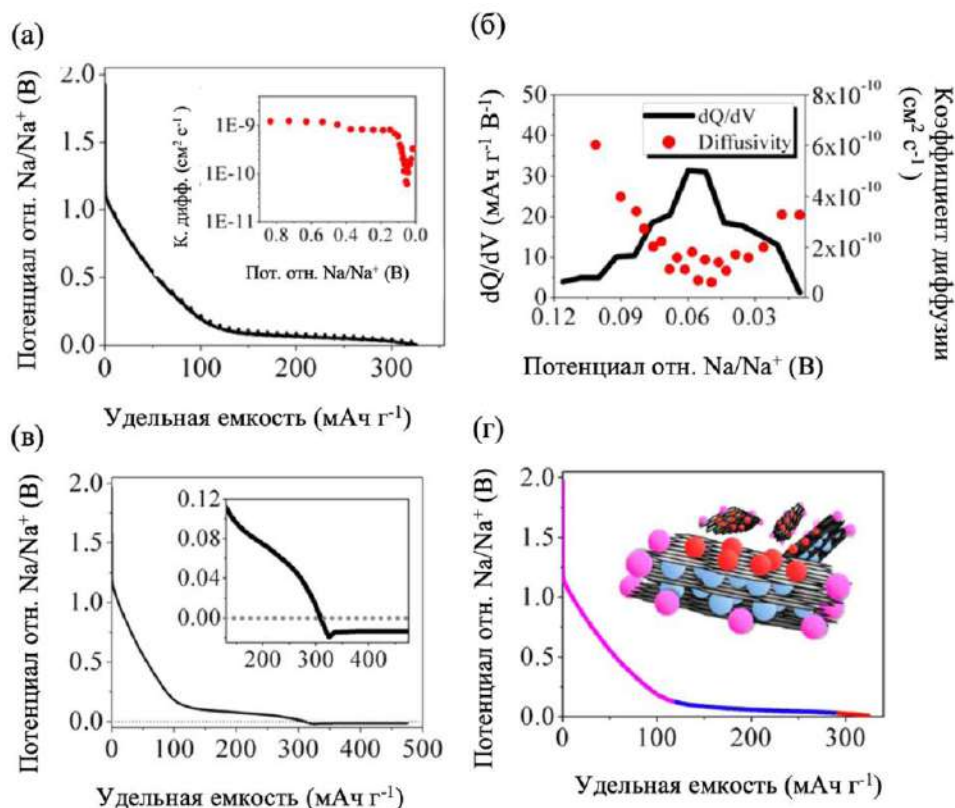 (а)
Потенциал отн. Na/Na⁺ (В)
2.0
1.5
1.0
0.5
0.0
0
100
200
300
Удельная емкость (мАч г⁻¹)
К. дифф. (см² с⁻¹)
1E-9
1E-10
1E-11
0.8 0.6 0.4 0.2 0.0
Пот. отн. Na/Na⁺ (В)
(б)
dQ/dV (мАч г⁻¹ В⁻¹)
50
40
30
20
10
0
0.12
0.09
0.06
0.03
Потенциал отн. Na/Na⁺ (В)
dQ/dV
Diffusivity
8x10⁻¹⁰
6x10⁻¹⁰
4x10⁻¹⁰
2x10⁻¹⁰
0
Коэффициент диффузии
(см² с⁻¹)
(в)
Потенциал отн. Na/Na⁺ (В)
2.0
1.5
1.0
0.5
0.0
0 100 200 300 400 500
Удельная емкость (мАч г⁻¹)
0.12
0.08
0.04
0.00
200 300 400
(г)
Потенциал отн. Na/Na⁺ (В)
2.0
1.5
1.0
0.5
0.0
0
100
200
300
Удельная емкость (мАч г⁻¹)